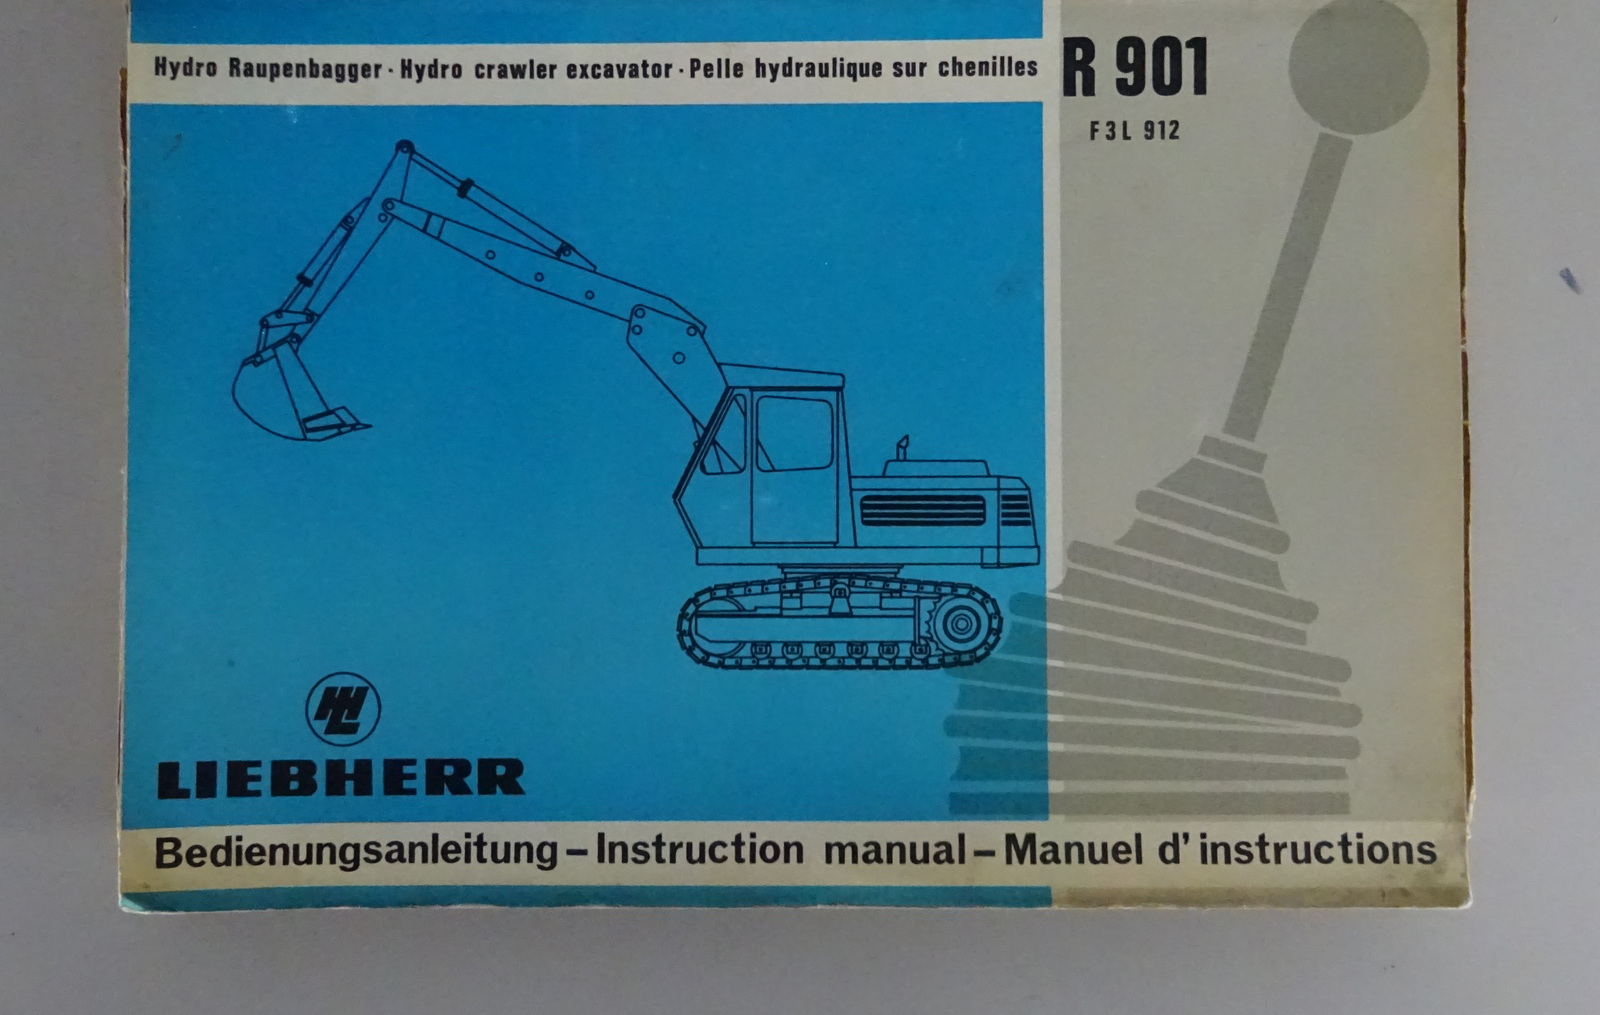 Hydro Raupenbagger · Hydro crawler excavator · Pelle hydraulique sur chenilles
R 901
F3L 912
LIEBHERR
Bedienungsanleitung – Instruction manual – Manuel d'instructions